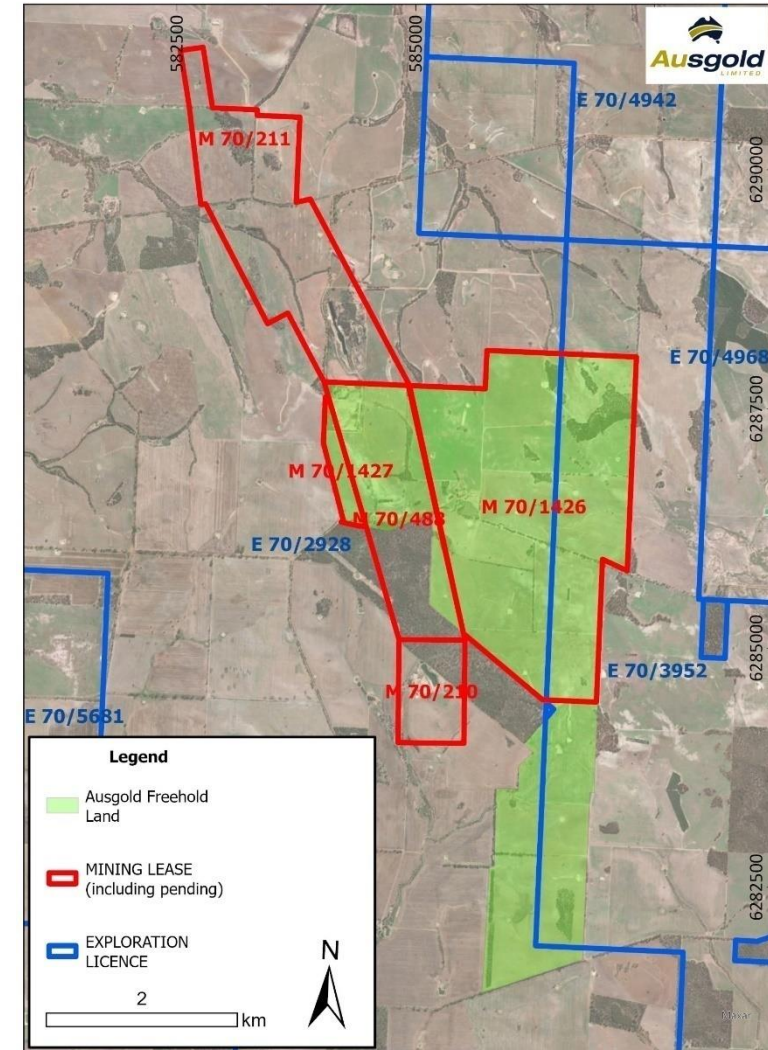 582500
585000
Ausgold
LIMITED
E 70/4942
M 70/211
6290000
E 70/4968
6287500
M 70/1427
M 70/488
M 70/1426
E 70/2928
6285000
E 70/3952
M 70/210
E 70/5681
Legend
Ausgold Freehold
Land
MINING LEASE
(including pending)
EXPLORATION
LICENCE
N
2
km
6282500
Maxar